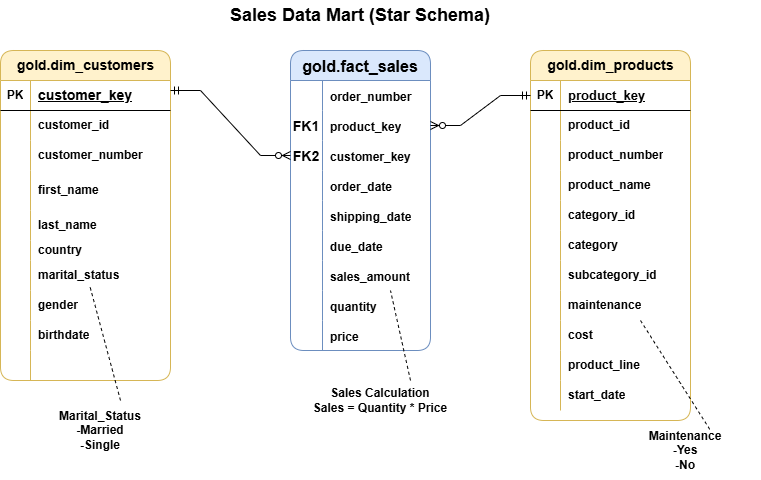 Sales Data Mart (Star Schema)
gold.dim_customers
PK customer_key
customer_id
customer_number
first_name
last_name
country
marital_status
gender
birthdate
Marital_Status
-Married
-Single
gold.fact_sales
order_number
FK1 product_key
FK2 customer_key
order_date
shipping_date
due_date
sales_amount
quantity
price
Sales Calculation
Sales = Quantity * Price
gold.dim_products
PK product_key
product_id
product_number
product_name
category_id
category
subcategory_id
maintenance
cost
product_line
start_date
Maintenance
-Yes
-No